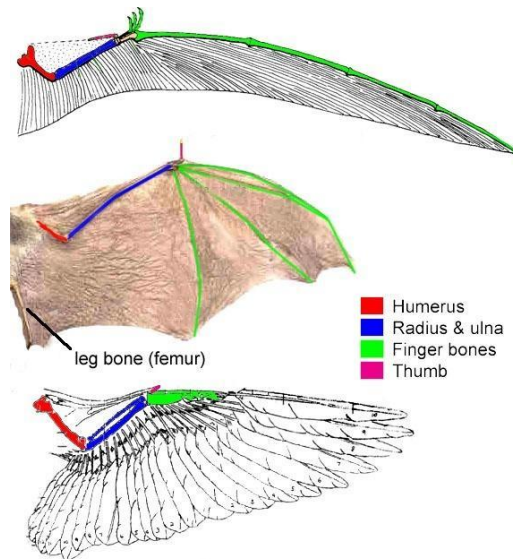 Humerus
Radius & ulna
Finger bones
Thumb
leg bone (femur)